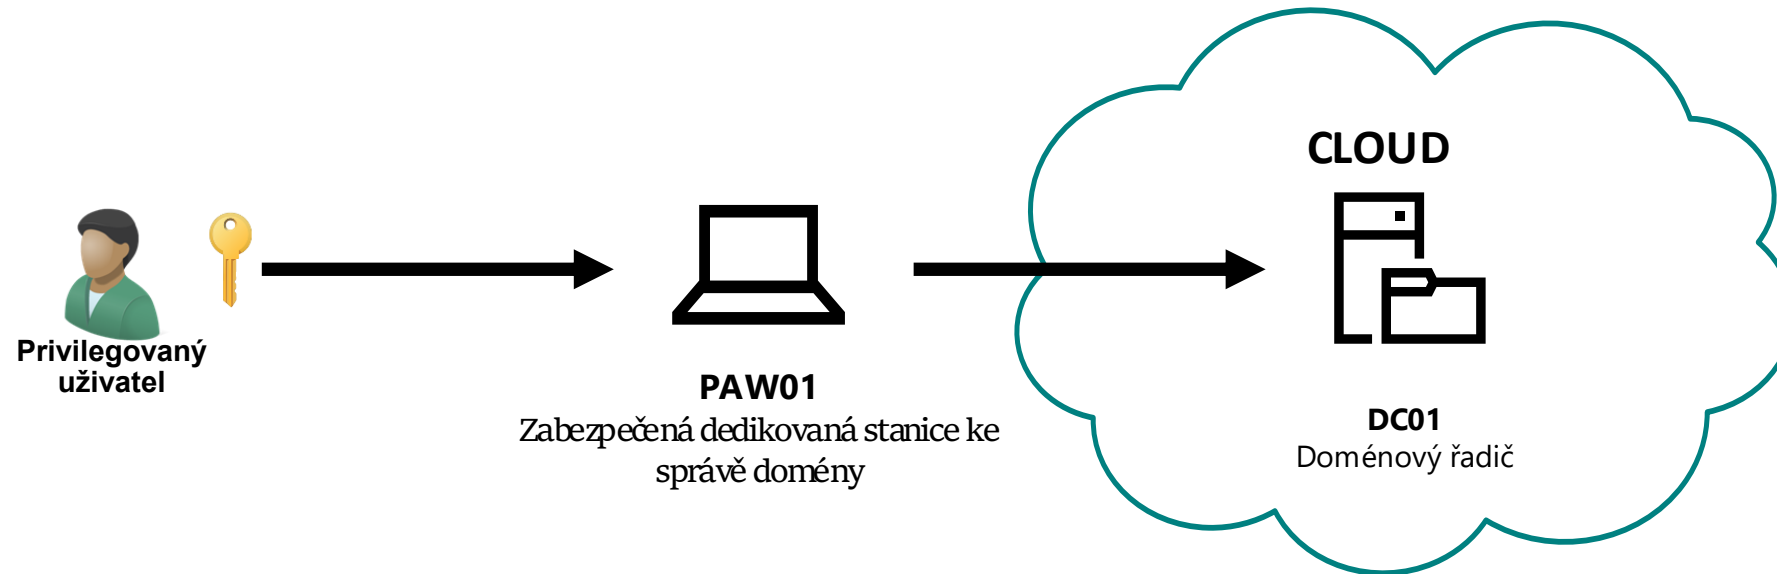 Privilegovaný
uživatel
PAW01
Zabezpečená dedikovaná stanice ke
správě domény
CLOUD
DC01
Doménový řadič